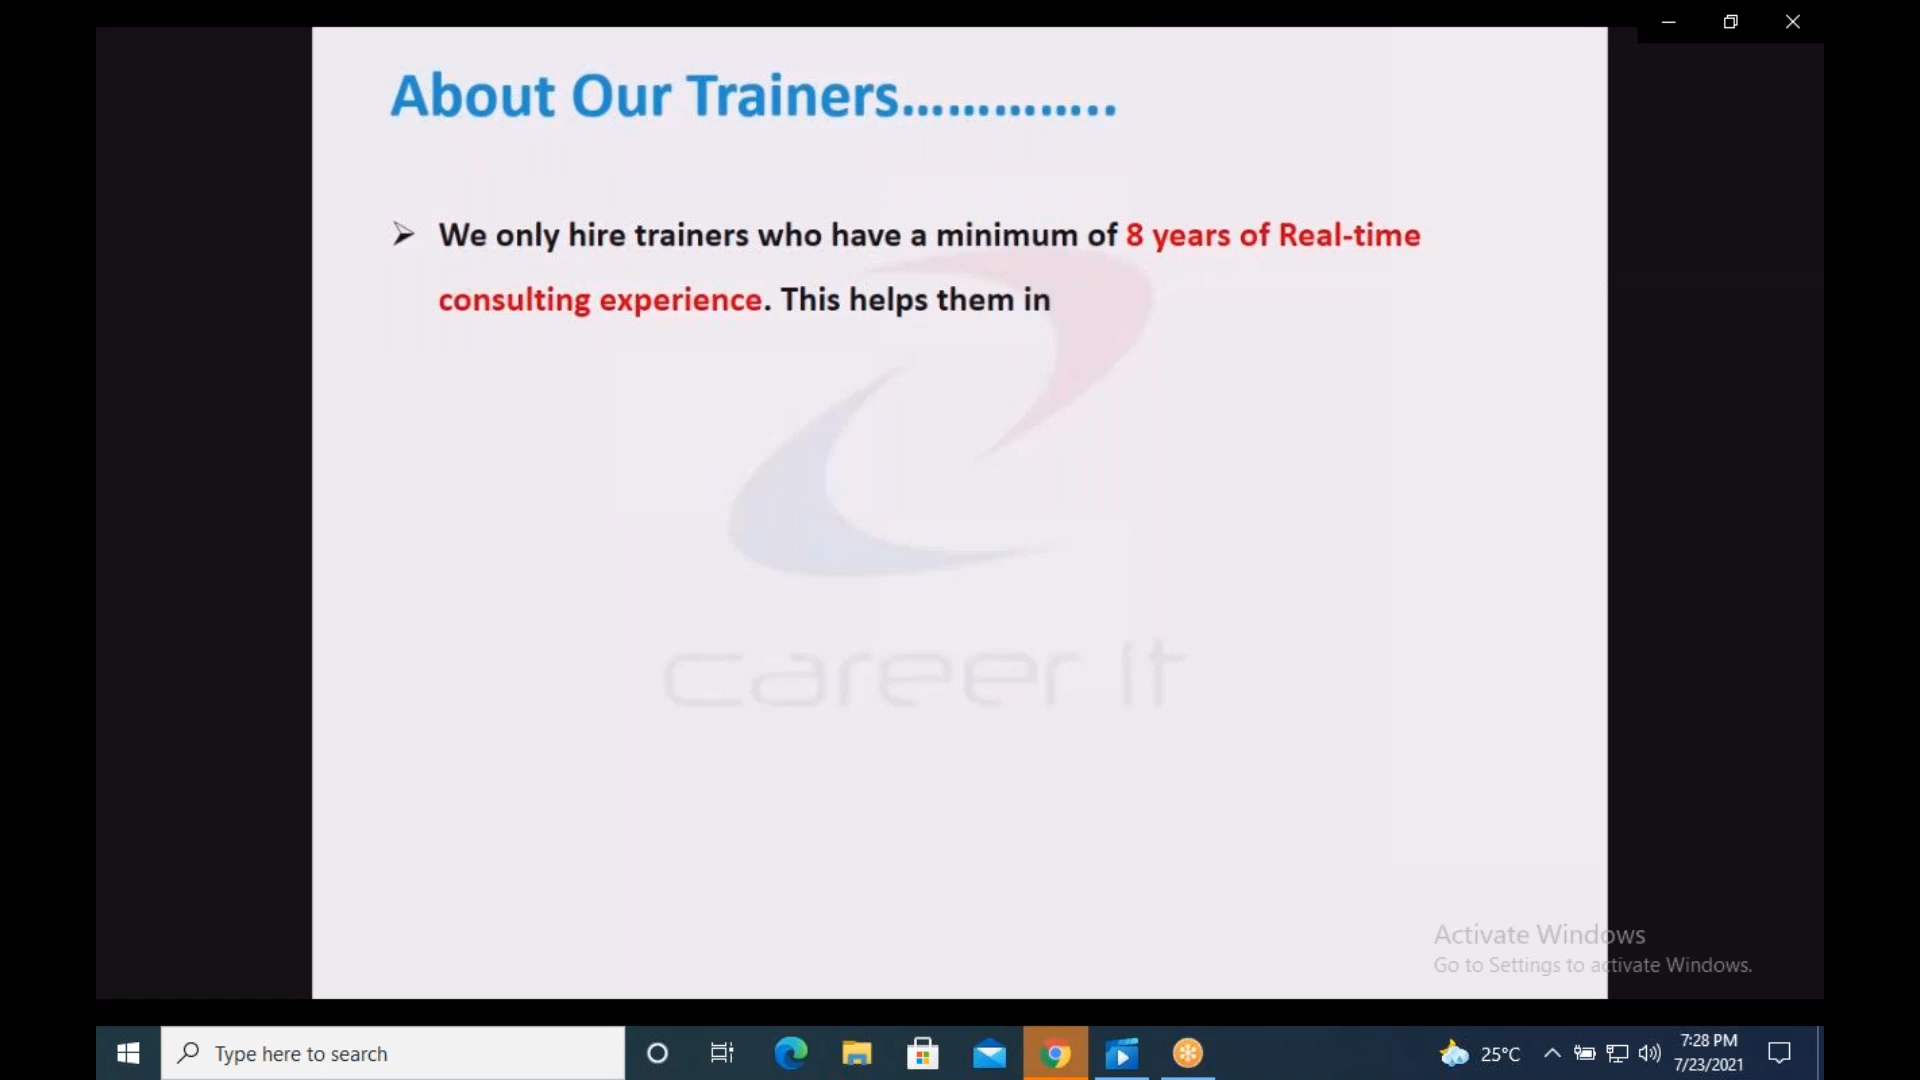 About Our Trainers…………..
➢ We only hire trainers who have a minimum of 8 years of Real-time
consulting experience. This helps them in
career It
Activate Windows
Go to Settings to activate Windows.
Type here to search
25°C
7:28 PM
7/23/2021